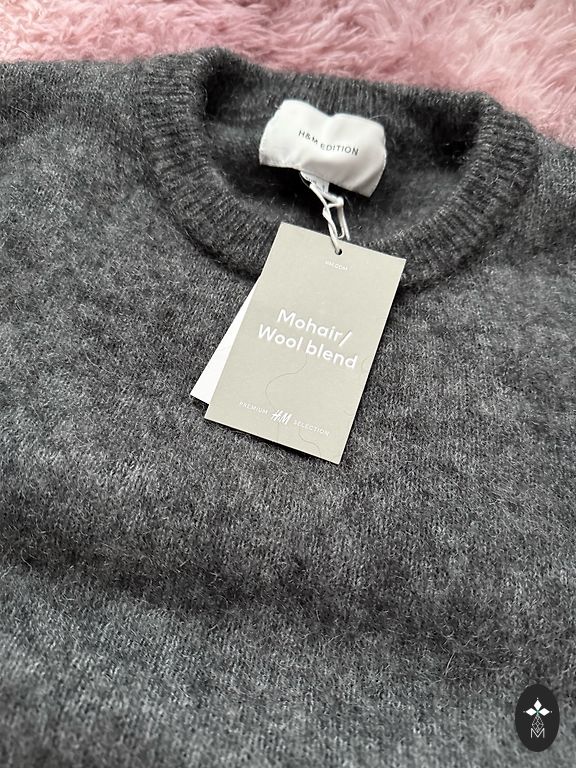 H&M EDITION
HM.COM
Mohair/
Wool blend
PREMIUM H&M SELECTION
M